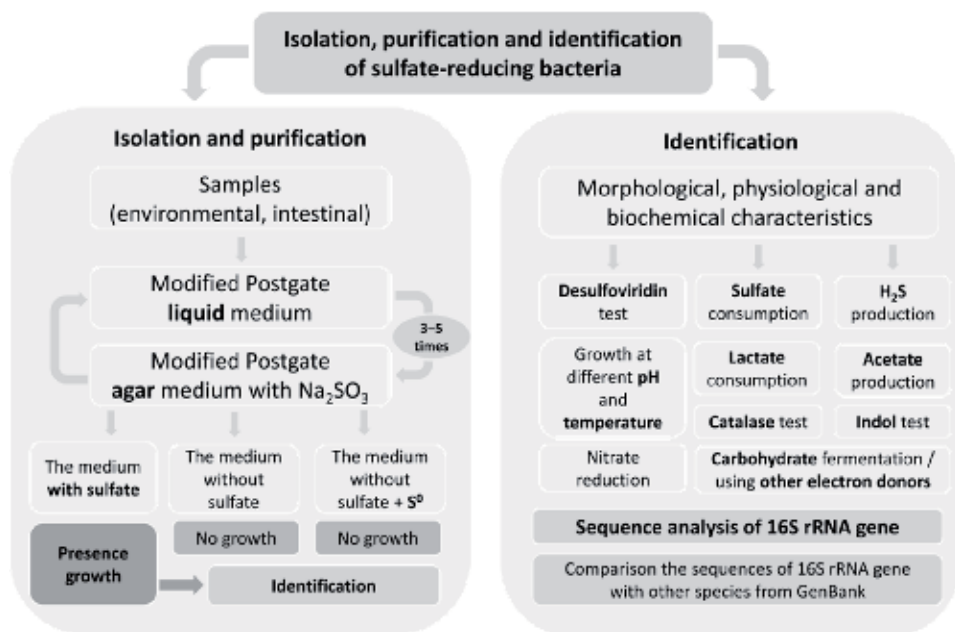 Isolation, purification and identification
of sulfate-reducing bacteria
Isolation and purification
Samples
(environmental, intestinal)
Modified Postgate
liquid medium
3–5
times
Modified Postgate
agar medium with Na₂SO₃
The medium
with sulfate
The medium
without
sulfate
The medium
without
sulfate + S⁰
No growth
No growth
Presence
growth
Identification
Identification
Morphological, physiological and
biochemical characteristics
Desulfoviridin
test
Sulfate
consumption
H₂S
production
Growth at
different pH
and
temperature
Lactate
consumption
Acetate
production
Catalase test
Indol test
Nitrate
reduction
Carbohydrate fermentation /
using other electron donors
Sequence analysis of 16S rRNA gene
Comparison the sequences of 16S rRNA gene
with other species from GenBank